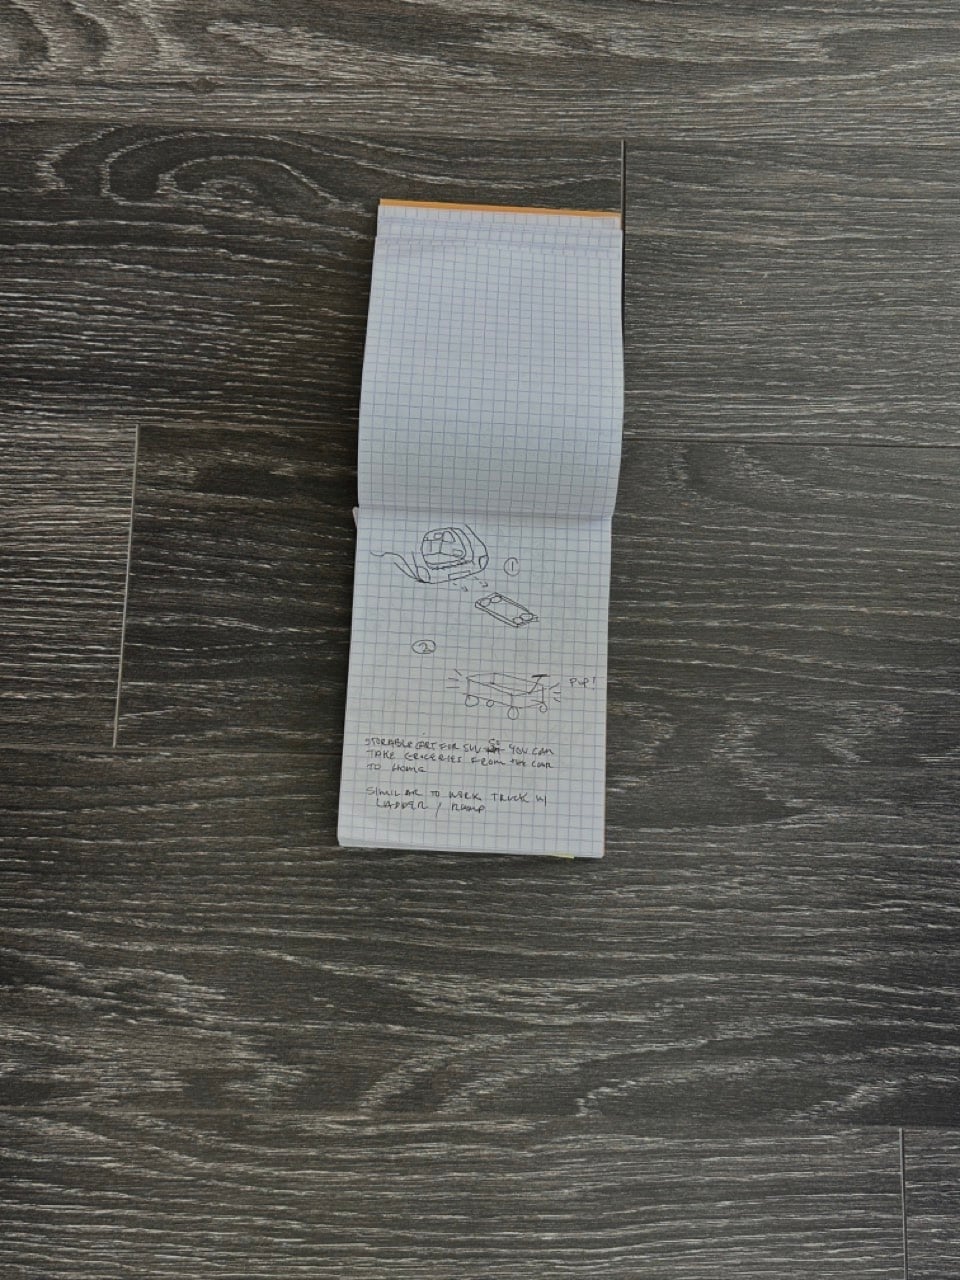 1
2
POP!
STORABLE CART FOR SUV SO YOU CAN
TAKE GROCERIES FROM THE CAR
TO HOME
SIMILAR TO WORK TRUCK W/
LADDER / RAMP